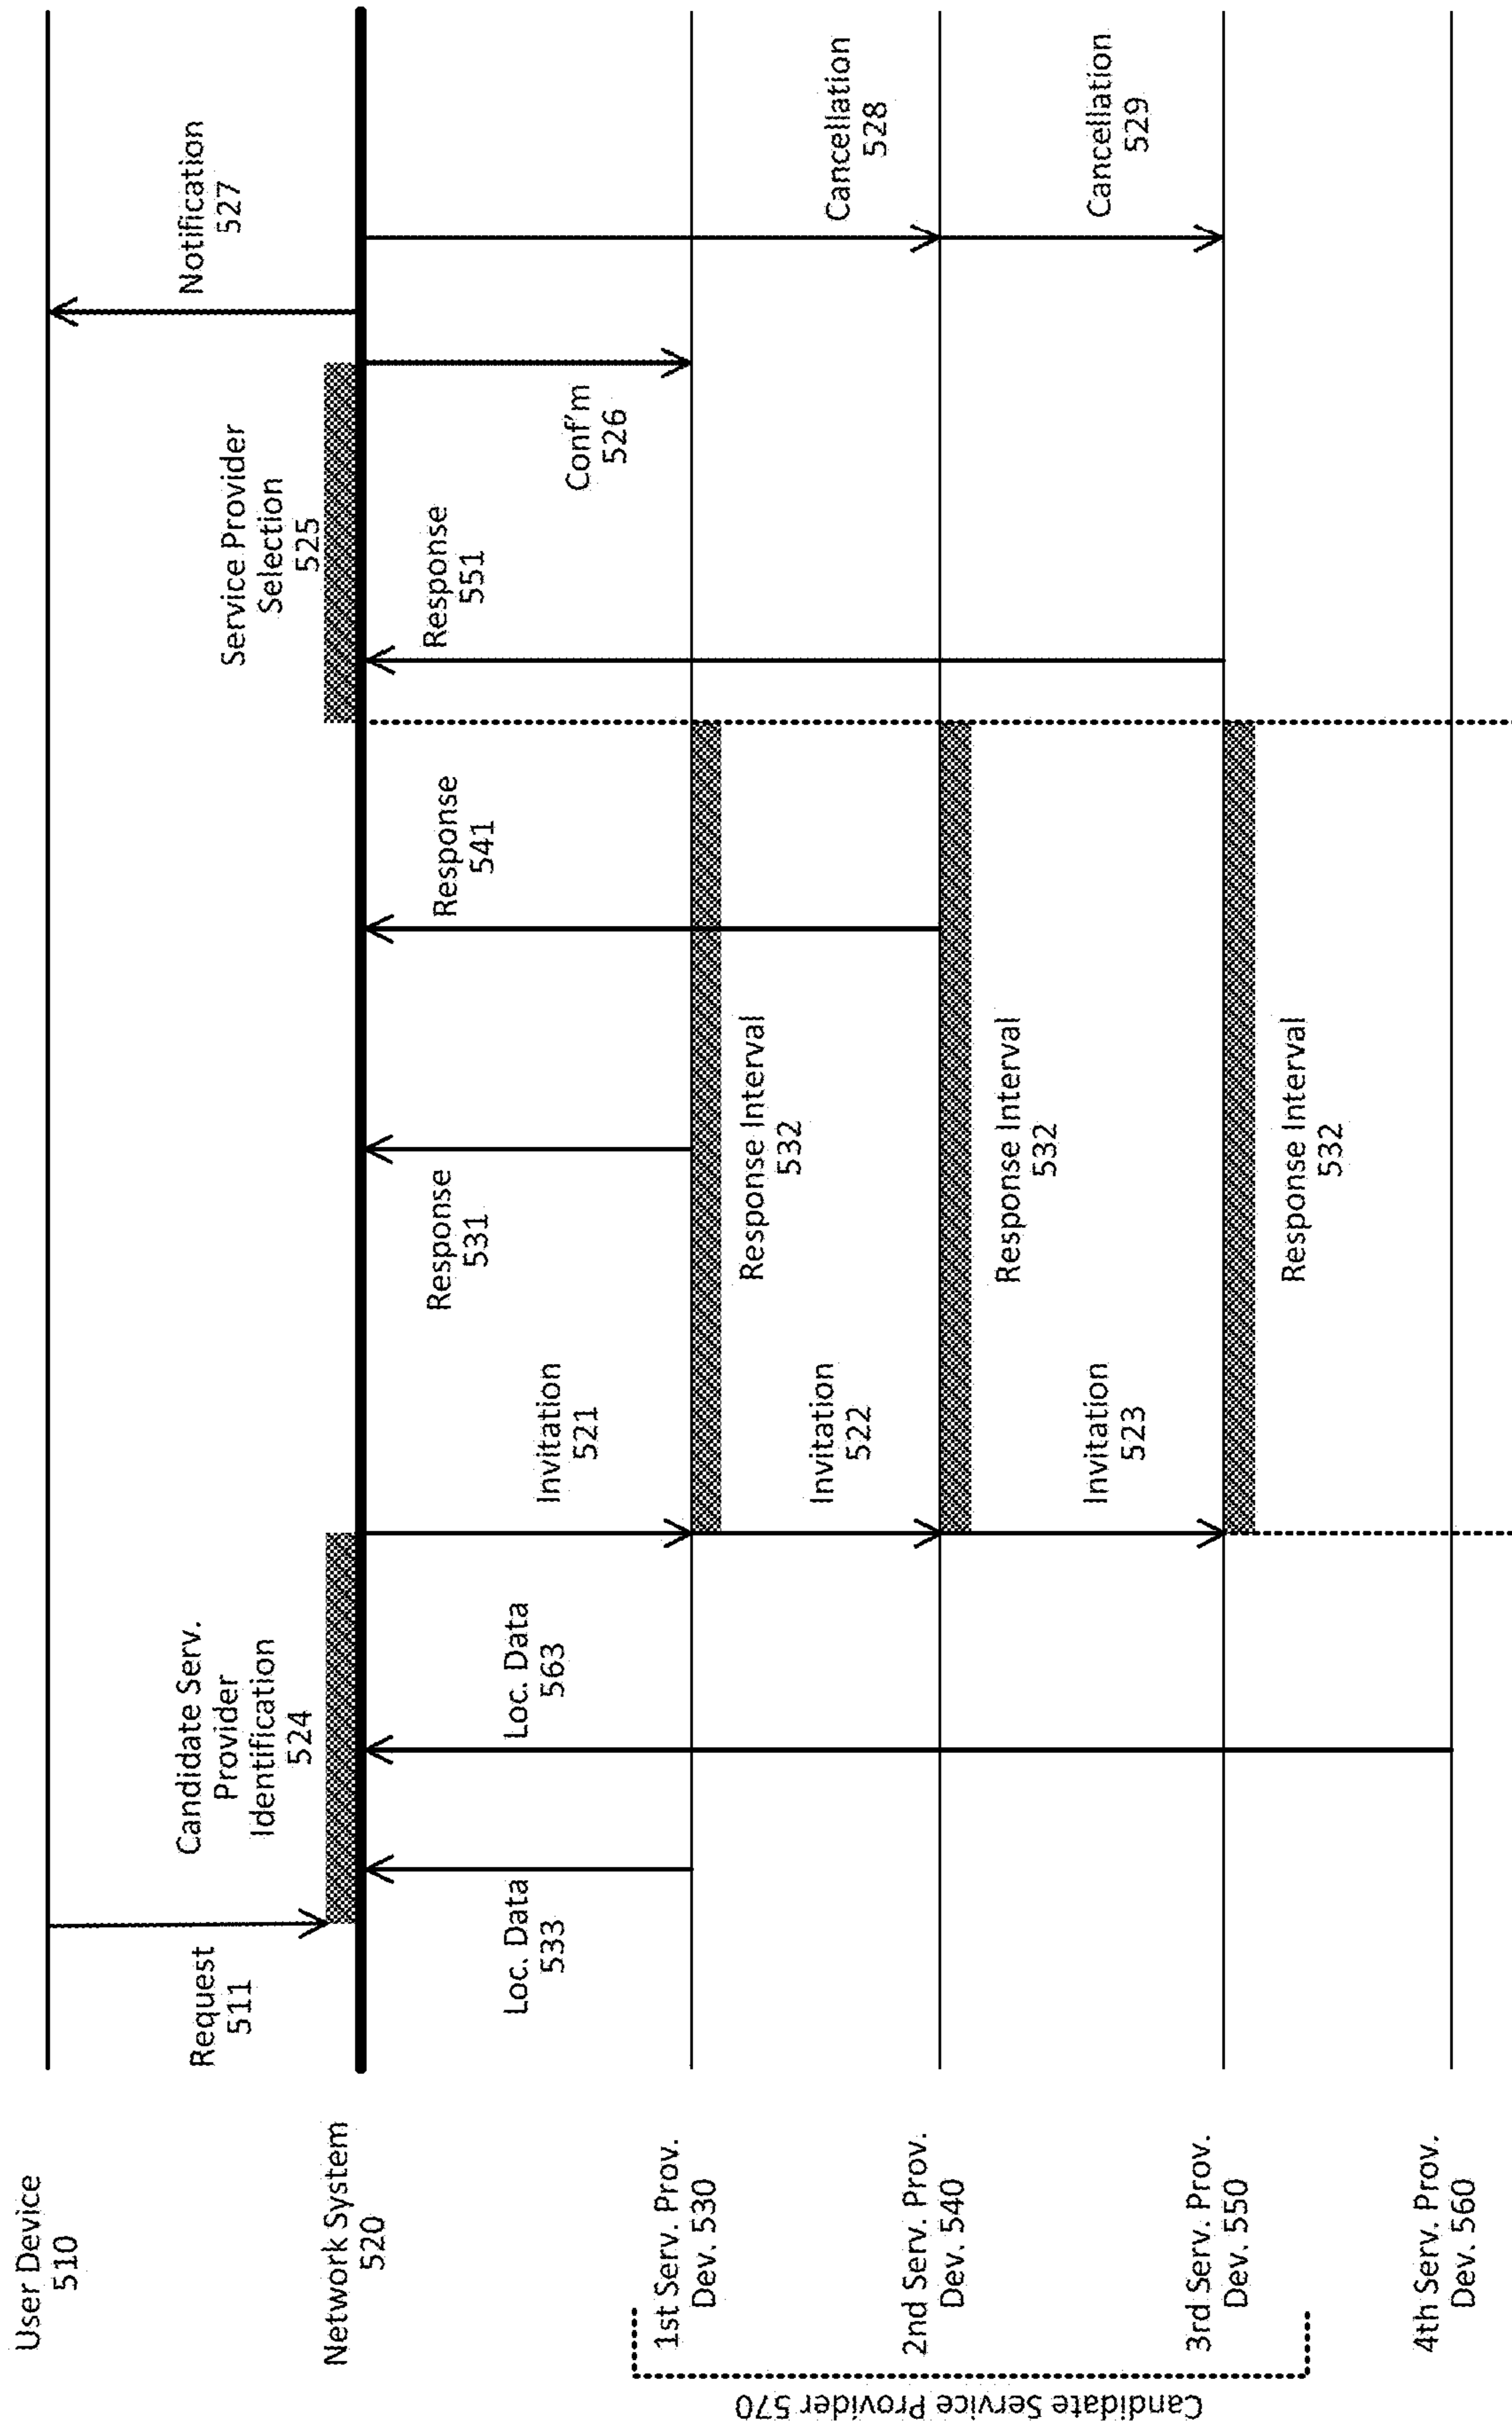 User Device
510
Network System
520
1st Serv. Prov.
Dev. 530
2nd Serv. Prov.
Dev. 540
3rd Serv. Prov.
Dev. 550
4th Serv. Prov.
Dev. 560
Candidate Service Provider 570
Request
511
Candidate Serv.
Provider
Identification
524
Loc. Data
533
Loc. Data
563
Invitation
521
Invitation
522
Invitation
523
Response
531
Response
541
Response Interval
532
Response Interval
532
Response Interval
532
Response
551
Service Provider
Selection
525
Conf'm
526
Notification
527
Cancellation
528
Cancellation
529